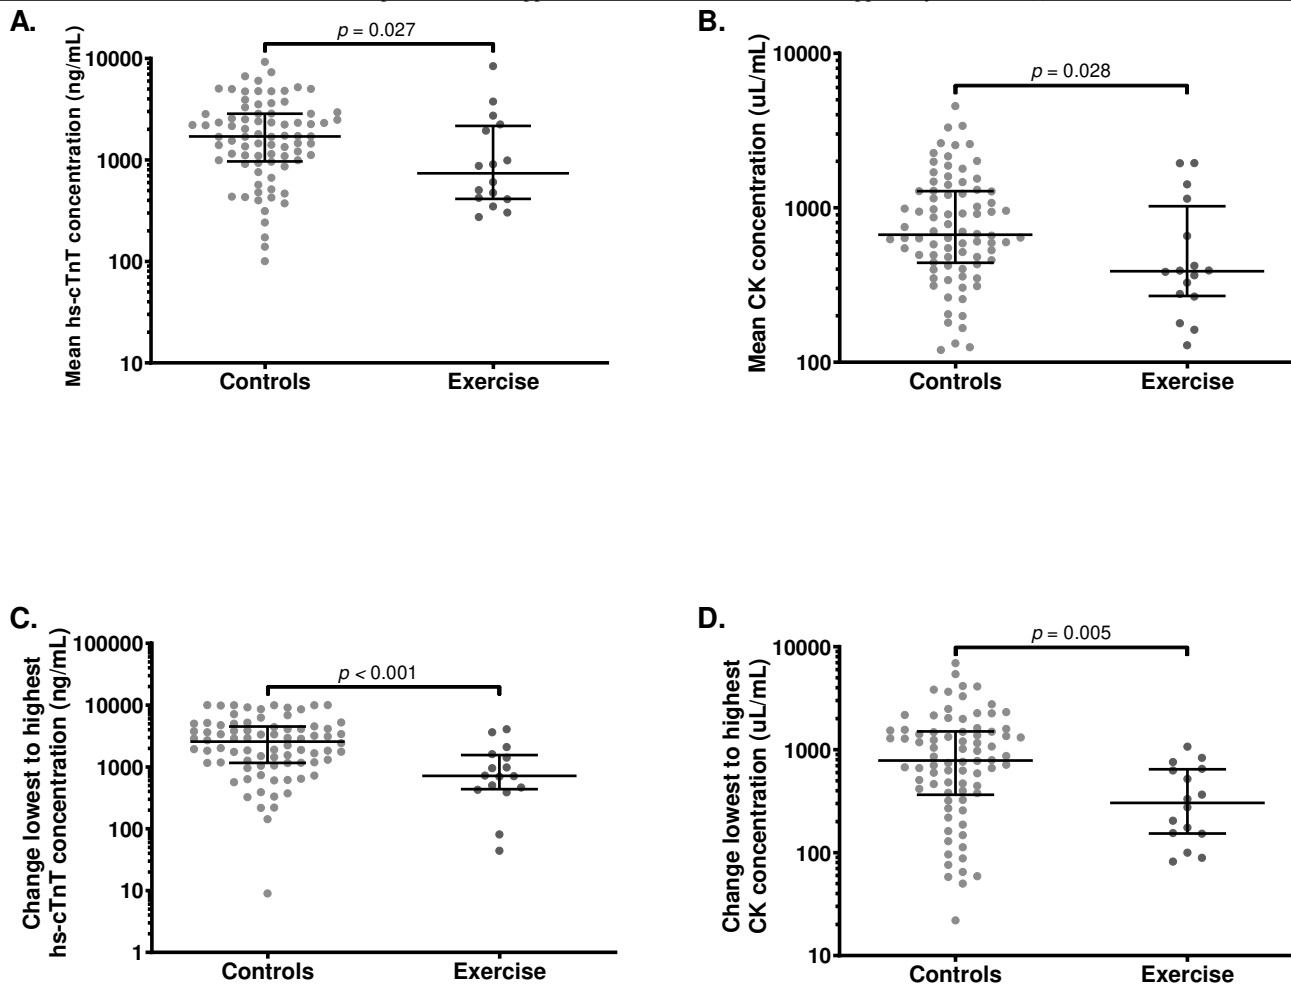 A.
p = 0.027
Mean hs-cTnT concentration (ng/mL)
10000
1000
100
10
Controls
Exercise
B.
p = 0.028
Mean CK concentration (uL/mL)
10000
1000
100
Controls
Exercise
C.
p < 0.001
Change lowest to highest
hs-cTnT concentration (ng/mL)
100000
10000
1000
100
10
1
Controls
Exercise
D.
p = 0.005
Change lowest to highest
CK concentration (uL/mL)
10000
1000
100
10
Controls
Exercise